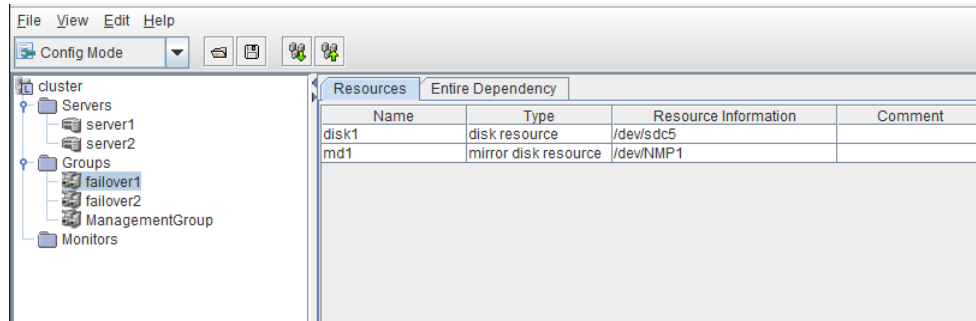 File View Edit Help
Config Mode
cluster
Servers
server1
server2
Groups
failover1
failover2
ManagementGroup
Monitors
Resources Entire Dependency
Name Type Resource Information Comment
disk1 disk resource /dev/sdc5
md1 mirror disk resource /dev/NMP1